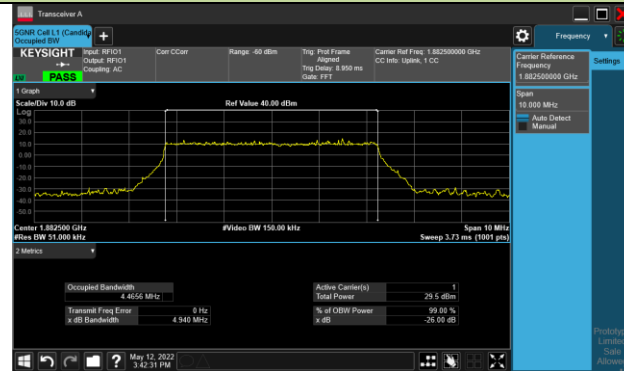 Transceiver A
5GNR Cell L1 (Candid
Occupied BW
KEYSIGHT
PASS
Input: RFIO1
Output: RFIO1
Coupling: AC
Corr CCorr
Range: -60 dBm
Trig: Prot Frame
Aligned
Trig Delay: 8.950 ms
Gate: FFT
Carrier Ref Freq: 1.882500000 GHz
CC Info: Uplink, 1 CC
Frequency
Settings
Carrier Reference
Frequency
1.882500000 GHz
Span
10.000 MHz
Auto Detect
Manual
1 Graph
Scale/Div 10.0 dB
Ref Value 40.00 dBm
Log
30.0
20.0
10.0
0.00
-10.0
-20.0
-30.0
-40.0
-50.0
Center 1.882500 GHz
#Video BW 150.00 kHz
Span 10 MHz
#Res BW 51.000 kHz
Sweep 3.73 ms (1001 pts)
2 Metrics
Occupied Bandwidth
4.4656 MHz
Transmit Freq Error 0 Hz
x dB Bandwidth 4.940 MHz
Active Carrier(s) 1
Total Power 29.5 dBm
% of OBW Power 99.00 %
x dB -26.00 dB
May 12, 2022
3:42:31 PM
Limited
Sale